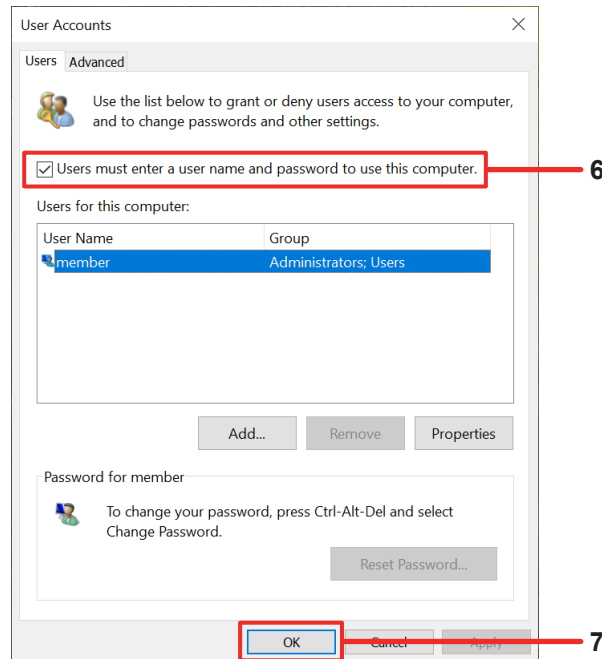 User Accounts
Users Advanced
Use the list below to grant or deny users access to your computer,
and to change passwords and other settings.
Users must enter a user name and password to use this computer.
6
Users for this computer:
User Name Group
member Administrators; Users
Add... Remove Properties
Password for member
To change your password, press Ctrl-Alt-Del and select
Change Password.
Reset Password...
OK Cancel Apply
7